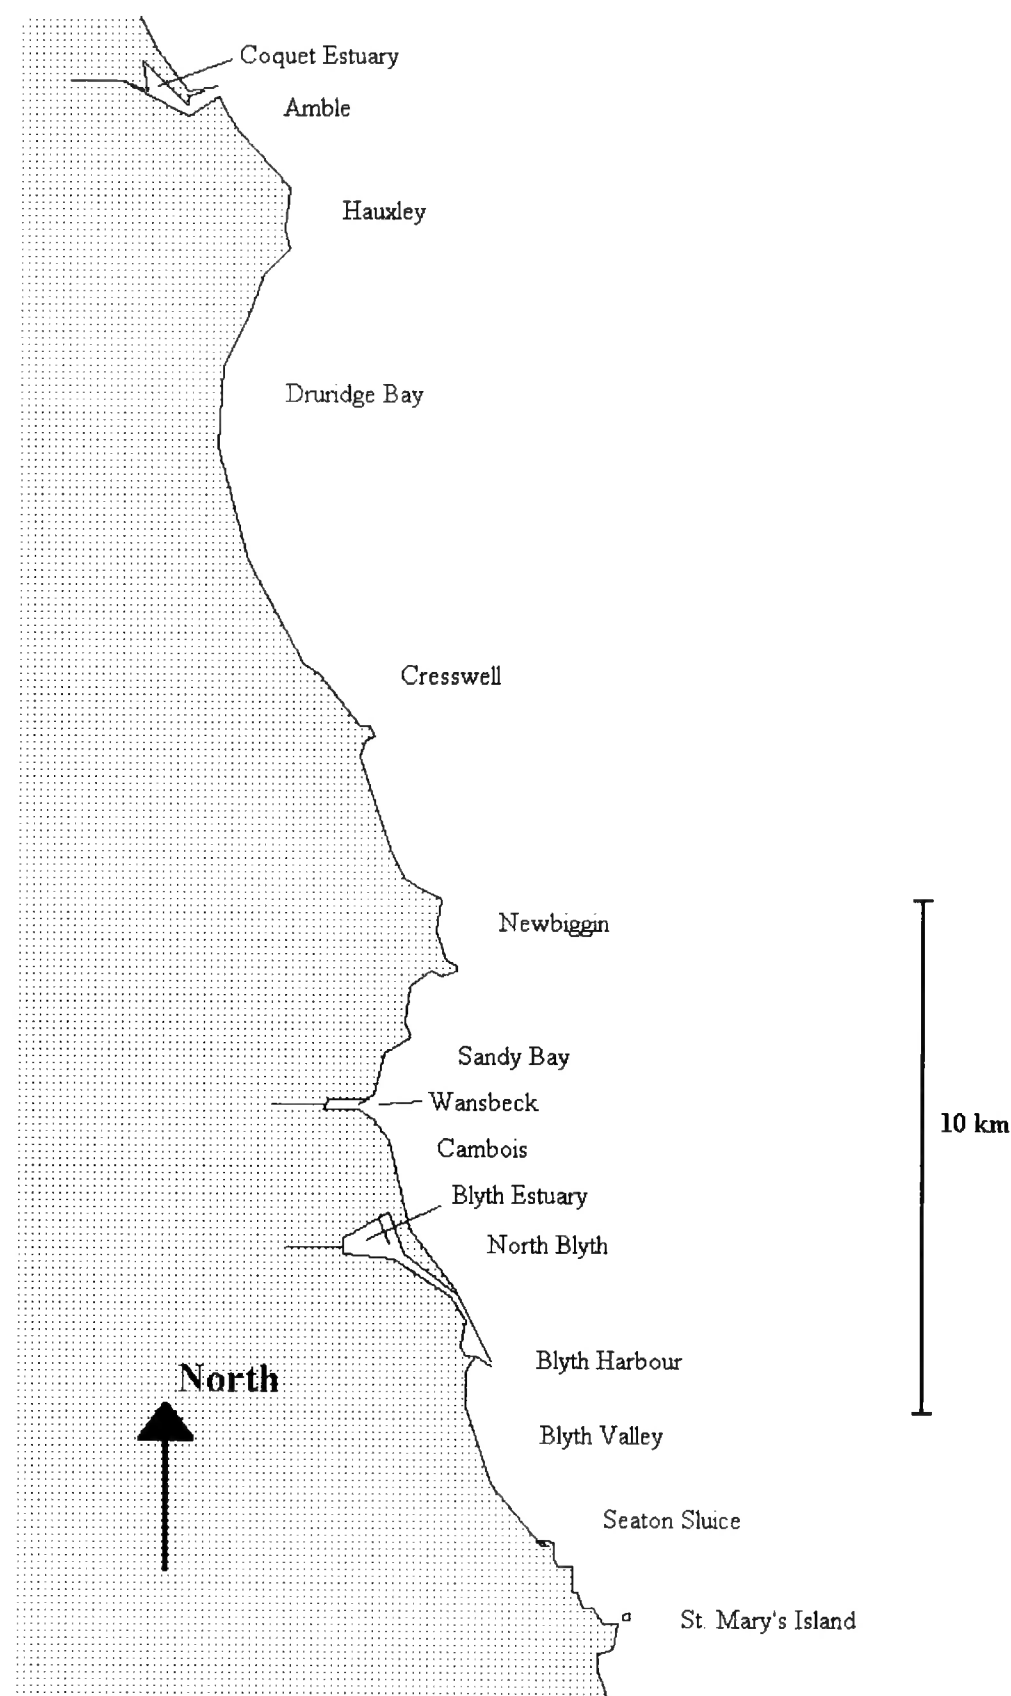 Coquet Estuary
Amble
Hauxley
Druridge Bay
Cresswell
Newbiggin
Sandy Bay
Wansbeck
10 km
Cambois
Blyth Estuary
North Blyth
Blyth Harbour
North
Blyth Valley
Seaton Sluice
St. Mary's Island